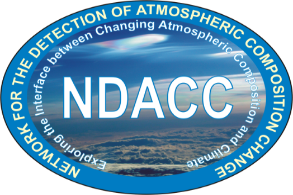 NETWORK FOR THE DETECTION OF ATMOSPHERIC COMPOSITION CHANGE
Exploring the Interface between Changing Atmospheric Composition and Climate
NDACC